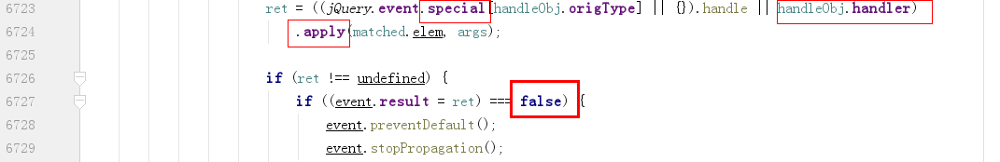 6723 ret = ((jQuery.event.special[handleObj.origType] || {}).handle || handleObj.handler)
6724 .apply(matched.elem, args);
6725
6726 if (ret !== undefined) {
6727 if ((event.result = ret) === false) {
6728 event.preventDefault();
6729 event.stopPropagation();